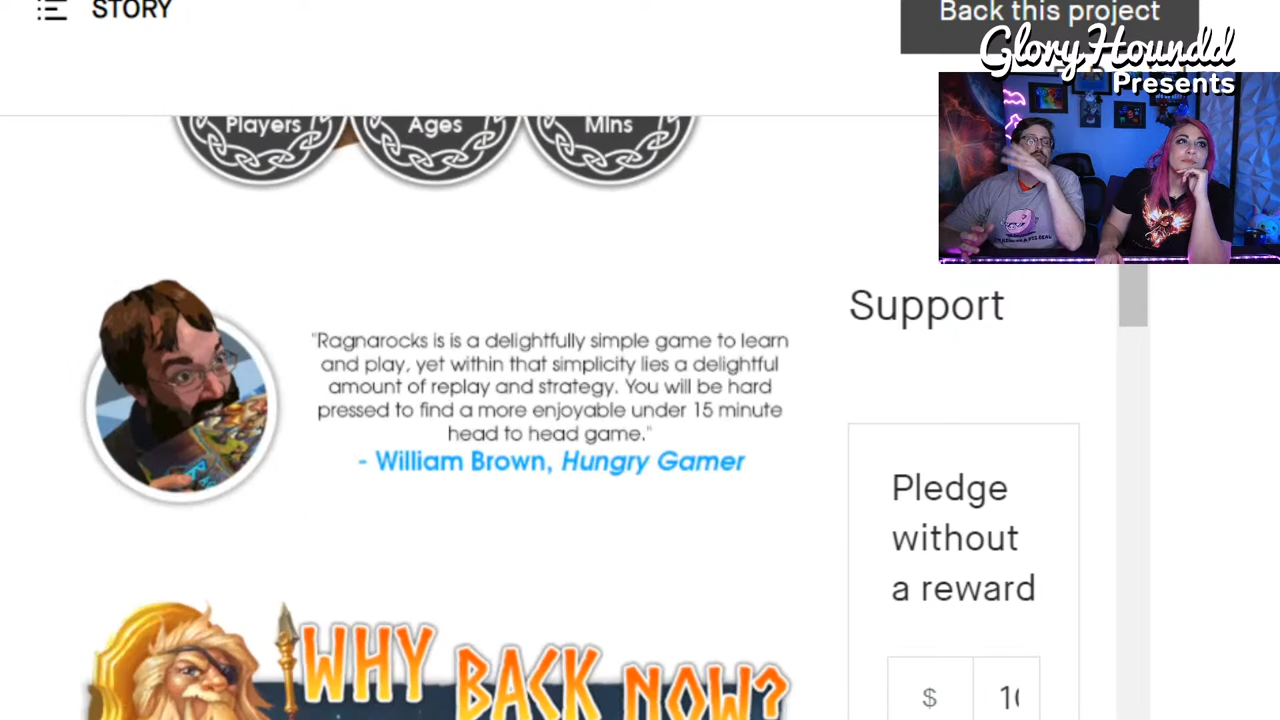 STORY
Back this project
GloryHoundd
Presents
Players
Ages
Mins
"Ragnarocks is is a delightfully simple game to learn
and play, yet within that simplicity lies a delightful
amount of replay and strategy. You will be hard
pressed to find a more enjoyable under 15 minute
head to head game."
- William Brown, Hungry Gamer
Support
Pledge
without
a reward
$
WHY BACK NOW?